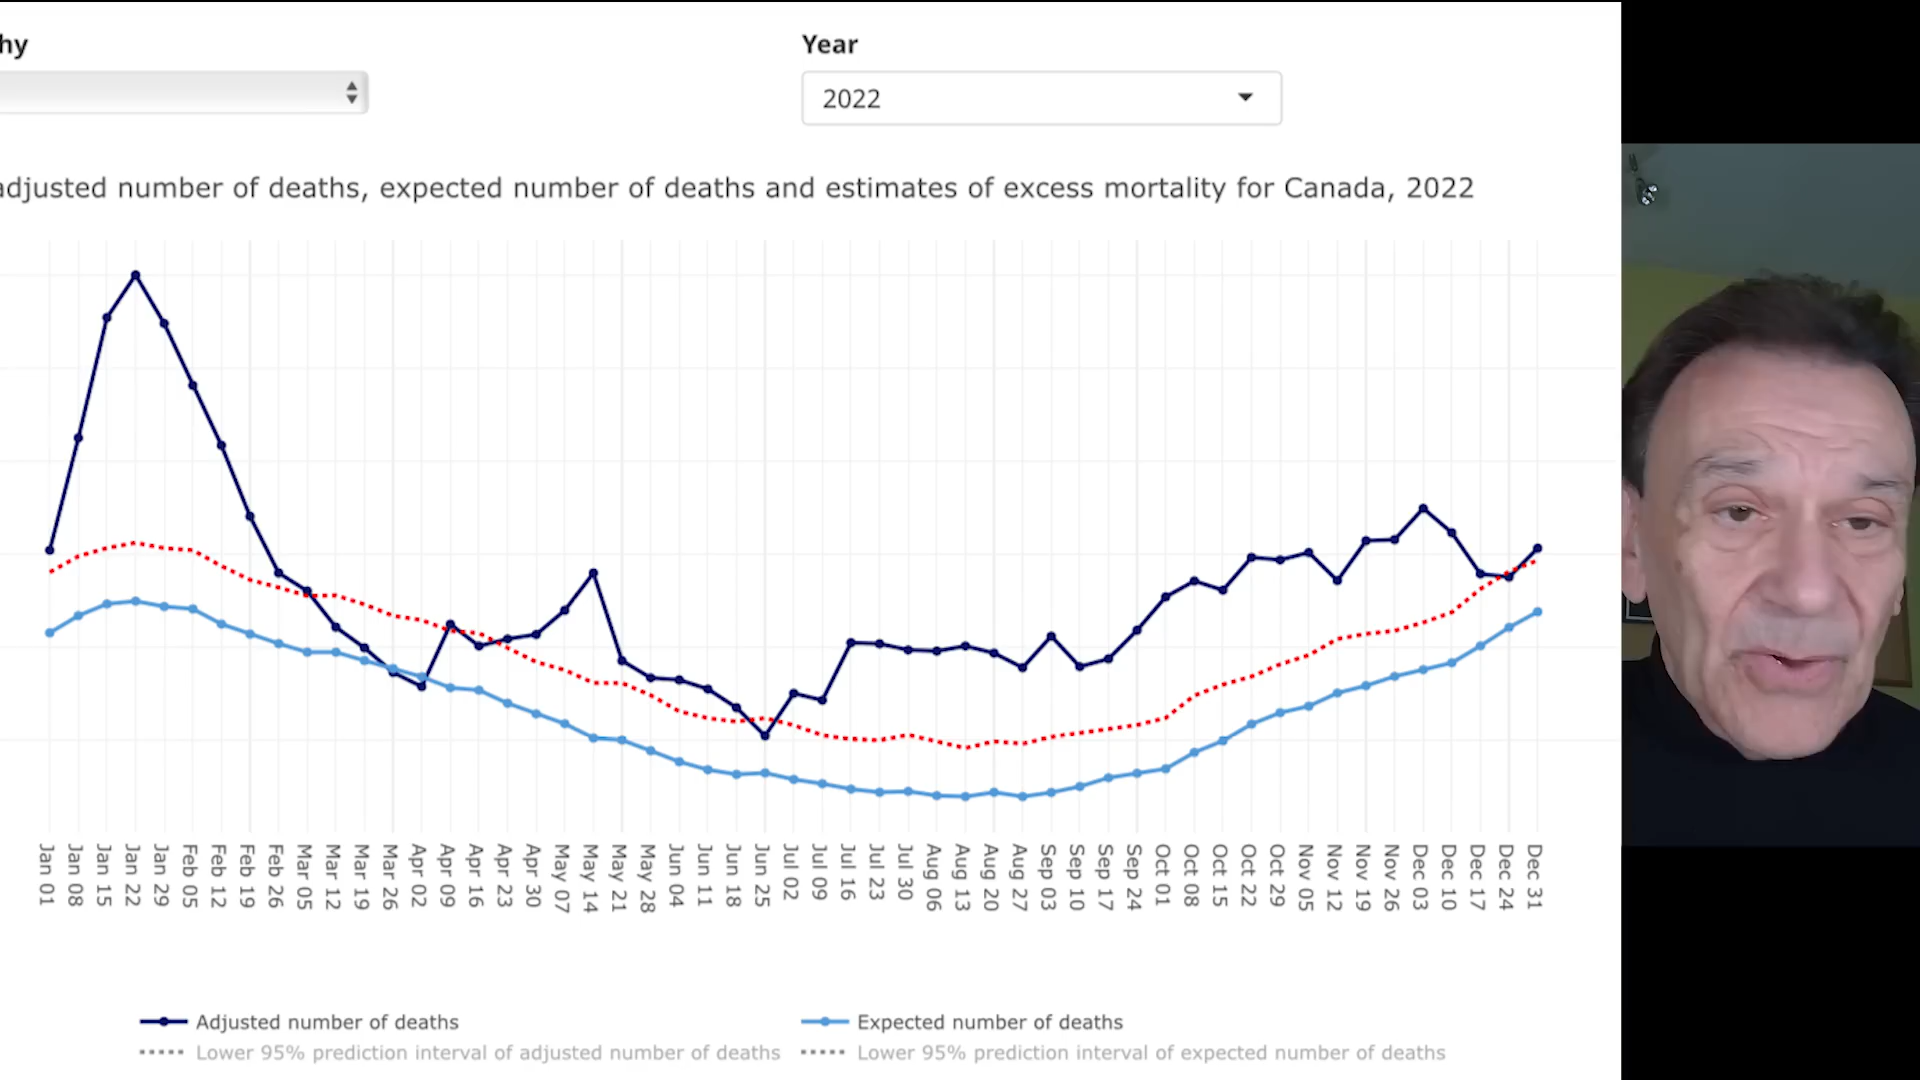 hy
Year
2022
adjusted number of deaths, expected number of deaths and estimates of excess mortality for Canada, 2022
Jan 01
Jan 08
Jan 15
Jan 22
Jan 29
Feb 05
Feb 12
Feb 19
Feb 26
Mar 05
Mar 12
Mar 19
Mar 26
Apr 02
Apr 09
Apr 16
Apr 23
Apr 30
May 07
May 14
May 21
May 28
Jun 04
Jun 11
Jun 18
Jun 25
Jul 02
Jul 09
Jul 16
Jul 23
Jul 30
Aug 06
Aug 13
Aug 20
Aug 27
Sep 03
Sep 10
Sep 17
Sep 24
Oct 01
Oct 08
Oct 15
Oct 22
Oct 29
Nov 05
Nov 12
Nov 19
Nov 26
Dec 03
Dec 10
Dec 17
Dec 24
Dec 31
Adjusted number of deaths
Expected number of deaths
Lower 95% prediction interval of adjusted number of deaths
Lower 95% prediction interval of expected number of deaths